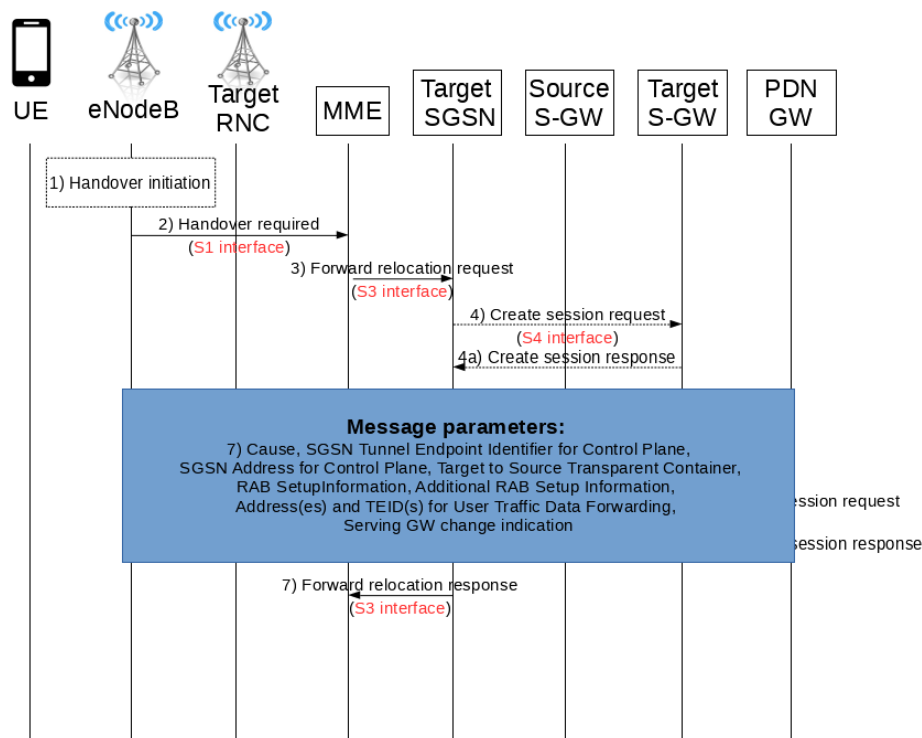 UE
eNodeB
Target
RNC
MME
Target
SGSN
Source
S-GW
Target
S-GW
PDN
GW
1) Handover initiation
2) Handover required
(S1 interface)
3) Forward relocation request
(S3 interface)
4) Create session request
(S4 interface)
4a) Create session response
Message parameters:
7) Cause, SGSN Tunnel Endpoint Identifier for Control Plane,
SGSN Address for Control Plane, Target to Source Transparent Container,
RAB SetupInformation, Additional RAB Setup Information,
Address(es) and TEID(s) for User Traffic Data Forwarding,
Serving GW change indication
session request
session response
7) Forward relocation response
(S3 interface)